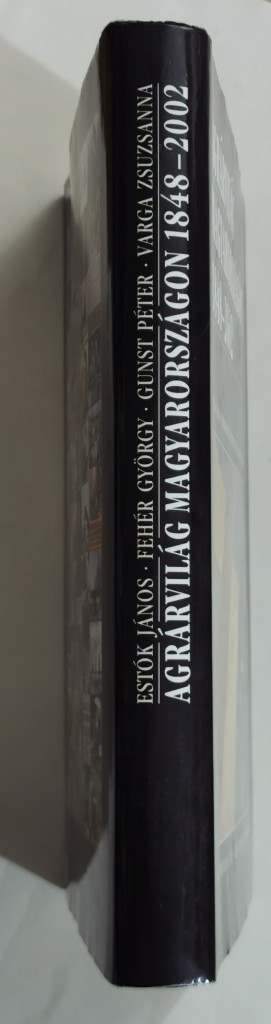 ESTÓK JÁNOS · FEHÉR GYÖRGY · GUNST PÉTER · VARGA ZSUZSANNA
AGRÁRVILÁG MAGYARORSZÁGON 1848–2002